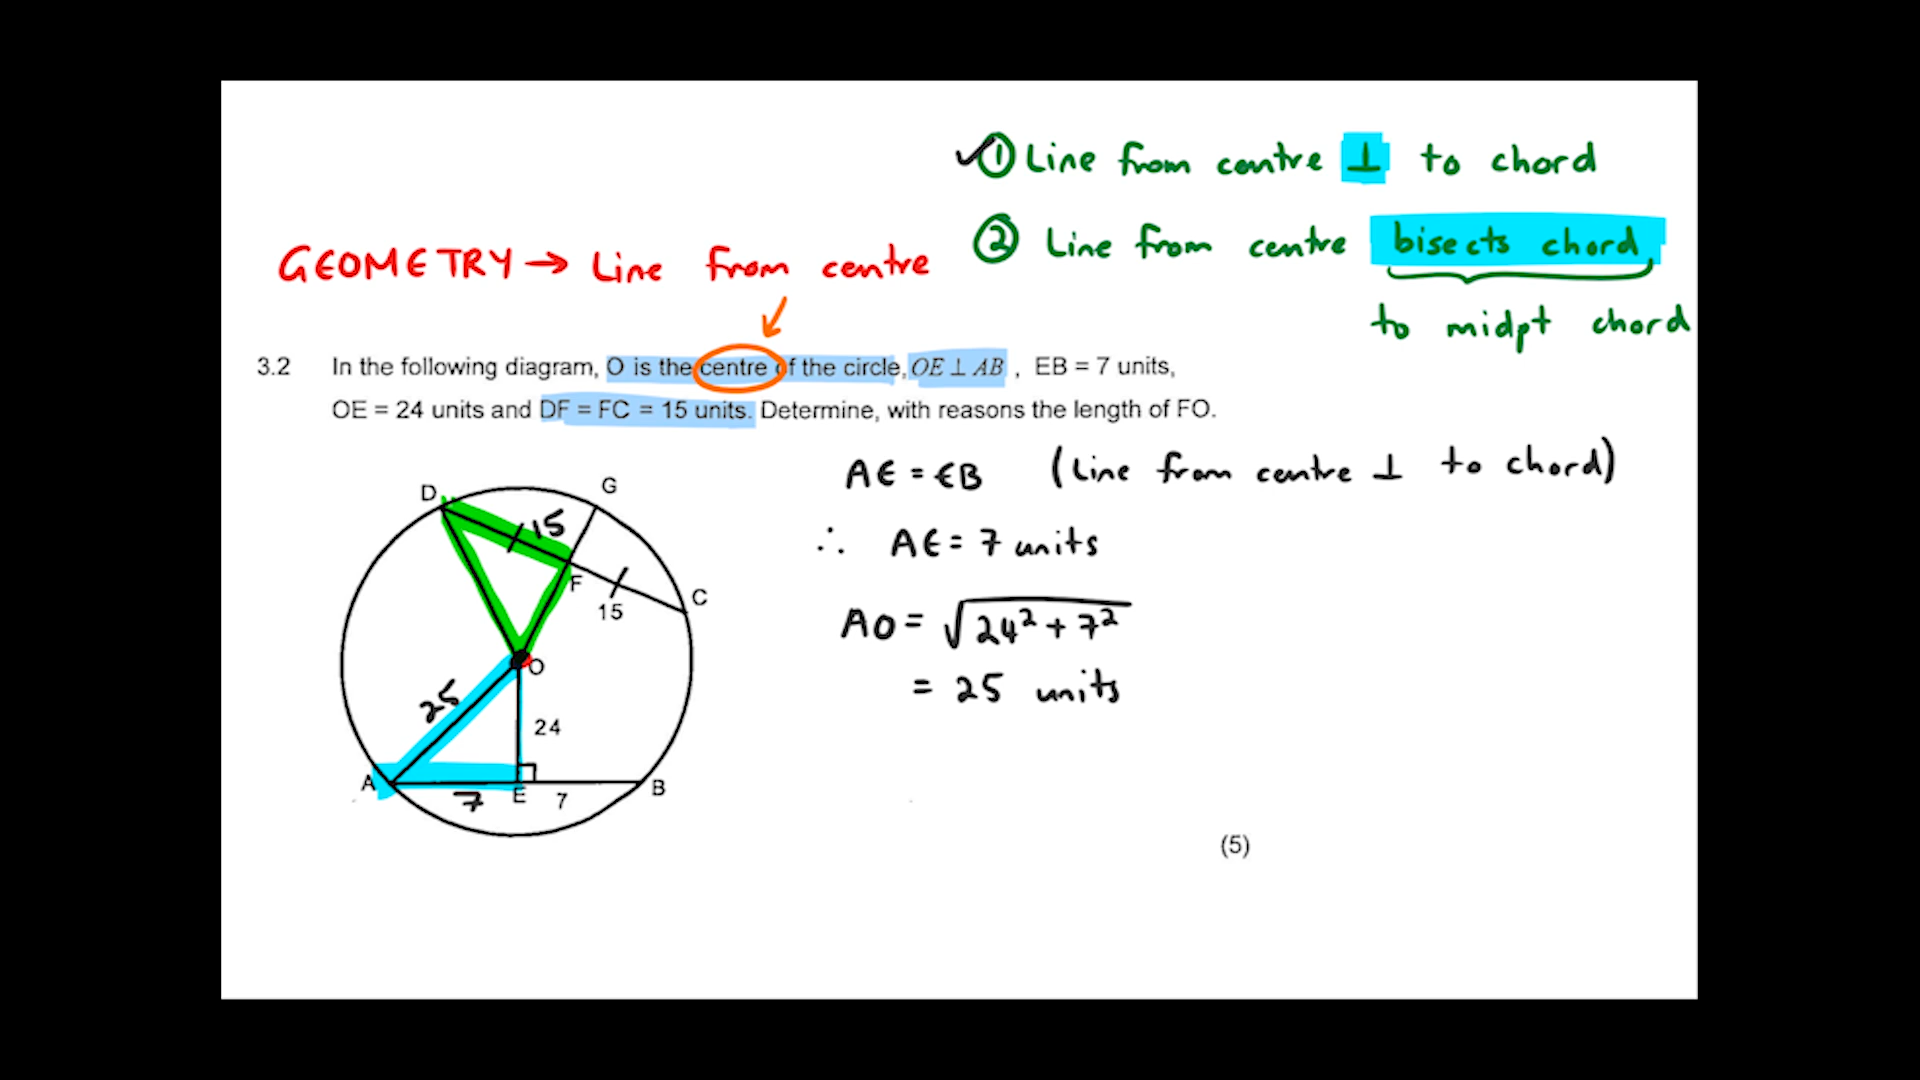 ✓① Line from centre ⊥ to chord
② Line from centre bisects chord
to midpt chord
GEOMETRY → Line from centre
3.2 In the following diagram, O is the centre of the circle, OE ⊥ AB , EB = 7 units,
OE = 24 units and DF = FC = 15 units. Determine, with reasons the length of FO.
AE = EB (Line from centre ⊥ to chord)
∴ AE = 7 units
AO = √24² + 7²
= 25 units
D
G
15
F
15
C
O
25
24
A
E
B
7
7
(5)